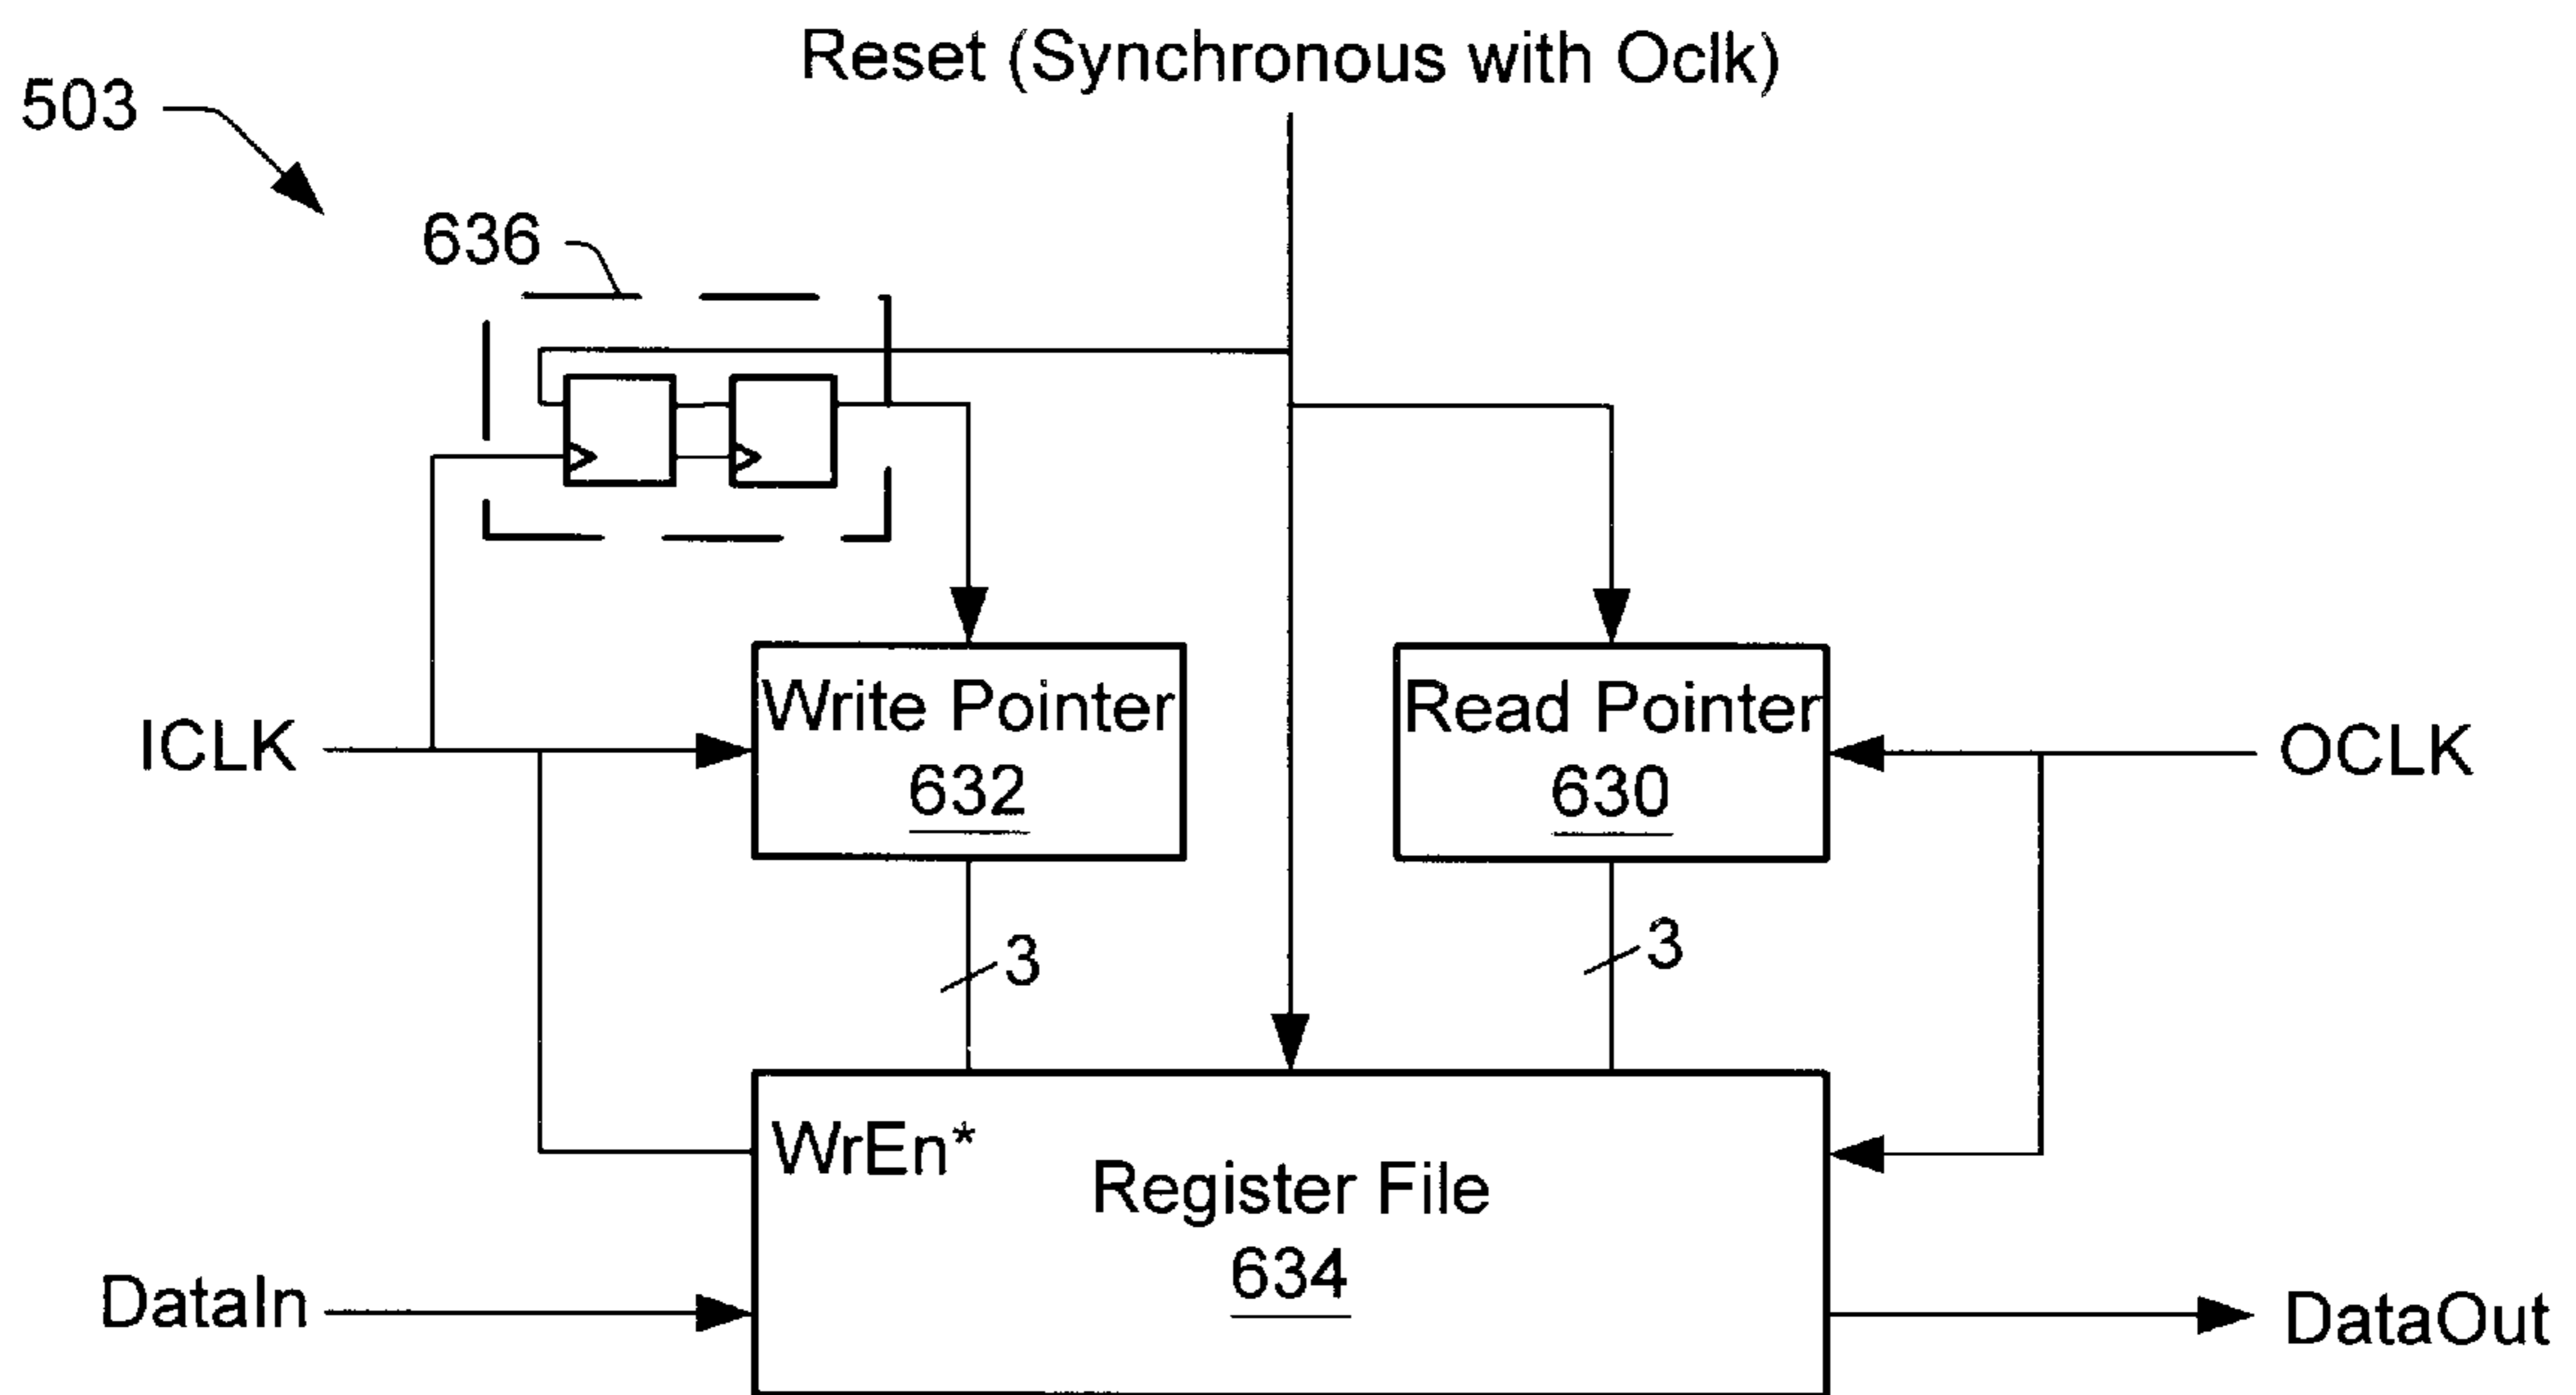 Reset (Synchronous with Oclk)
503
636
ICLK
Write Pointer
632
Read Pointer
630
OCLK
3
3
WrEn*
Register File
634
DataIn
DataOut